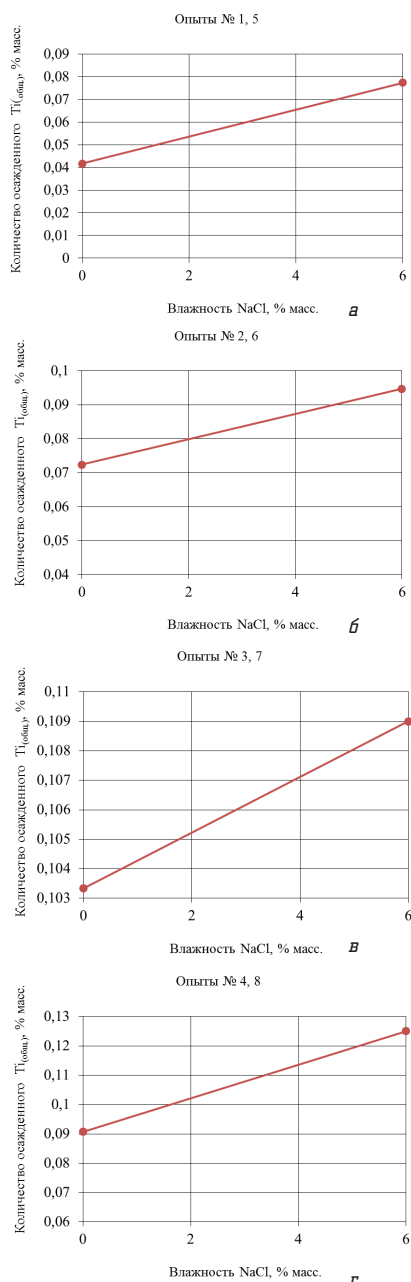 Опыты № 1, 5
Количество осажденного Ti(общ.), % масс.
0,09
0,08
0,07
0,06
0,05
0,04
0,03
0,02
0,01
0
0 2 4 6
Влажность NaCl, % масс. а
Опыты № 2, 6
Количество осажденного Ti(общ.), % масс.
0,1
0,09
0,08
0,07
0,06
0,05
0,04
0 2 4 6
Влажность NaCl, % масс. б
Опыты № 3, 7
Количество осажденного Ti(общ.), % масс.
0,11
0,109
0,108
0,107
0,106
0,105
0,104
0,103
0 2 4 6
Влажность NaCl, % масс. в
Опыты № 4, 8
Количество осажденного Ti(общ.), % масс.
0,13
0,12
0,11
0,1
0,09
0,08
0,07
0,06
0 2 4 6
Влажность NaCl, % масс. г